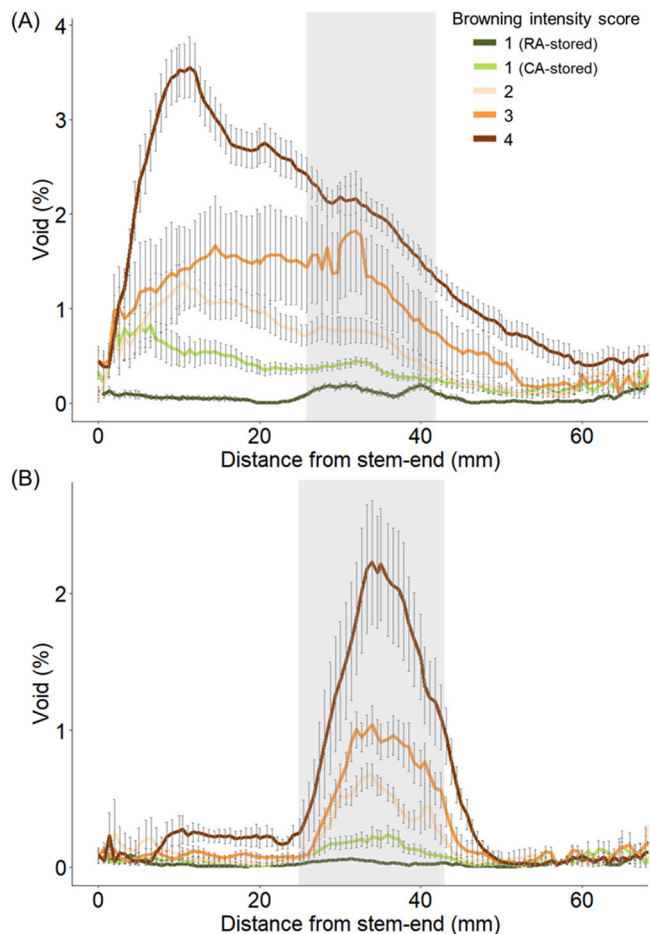 (A)
Browning intensity score
1 (RA-stored)
1 (CA-stored)
2
3
4
Void (%)
4
3
2
1
0
0 20 40 60
Distance from stem-end (mm)
(B)
Void (%)
2
1
0
0 20 40 60
Distance from stem-end (mm)